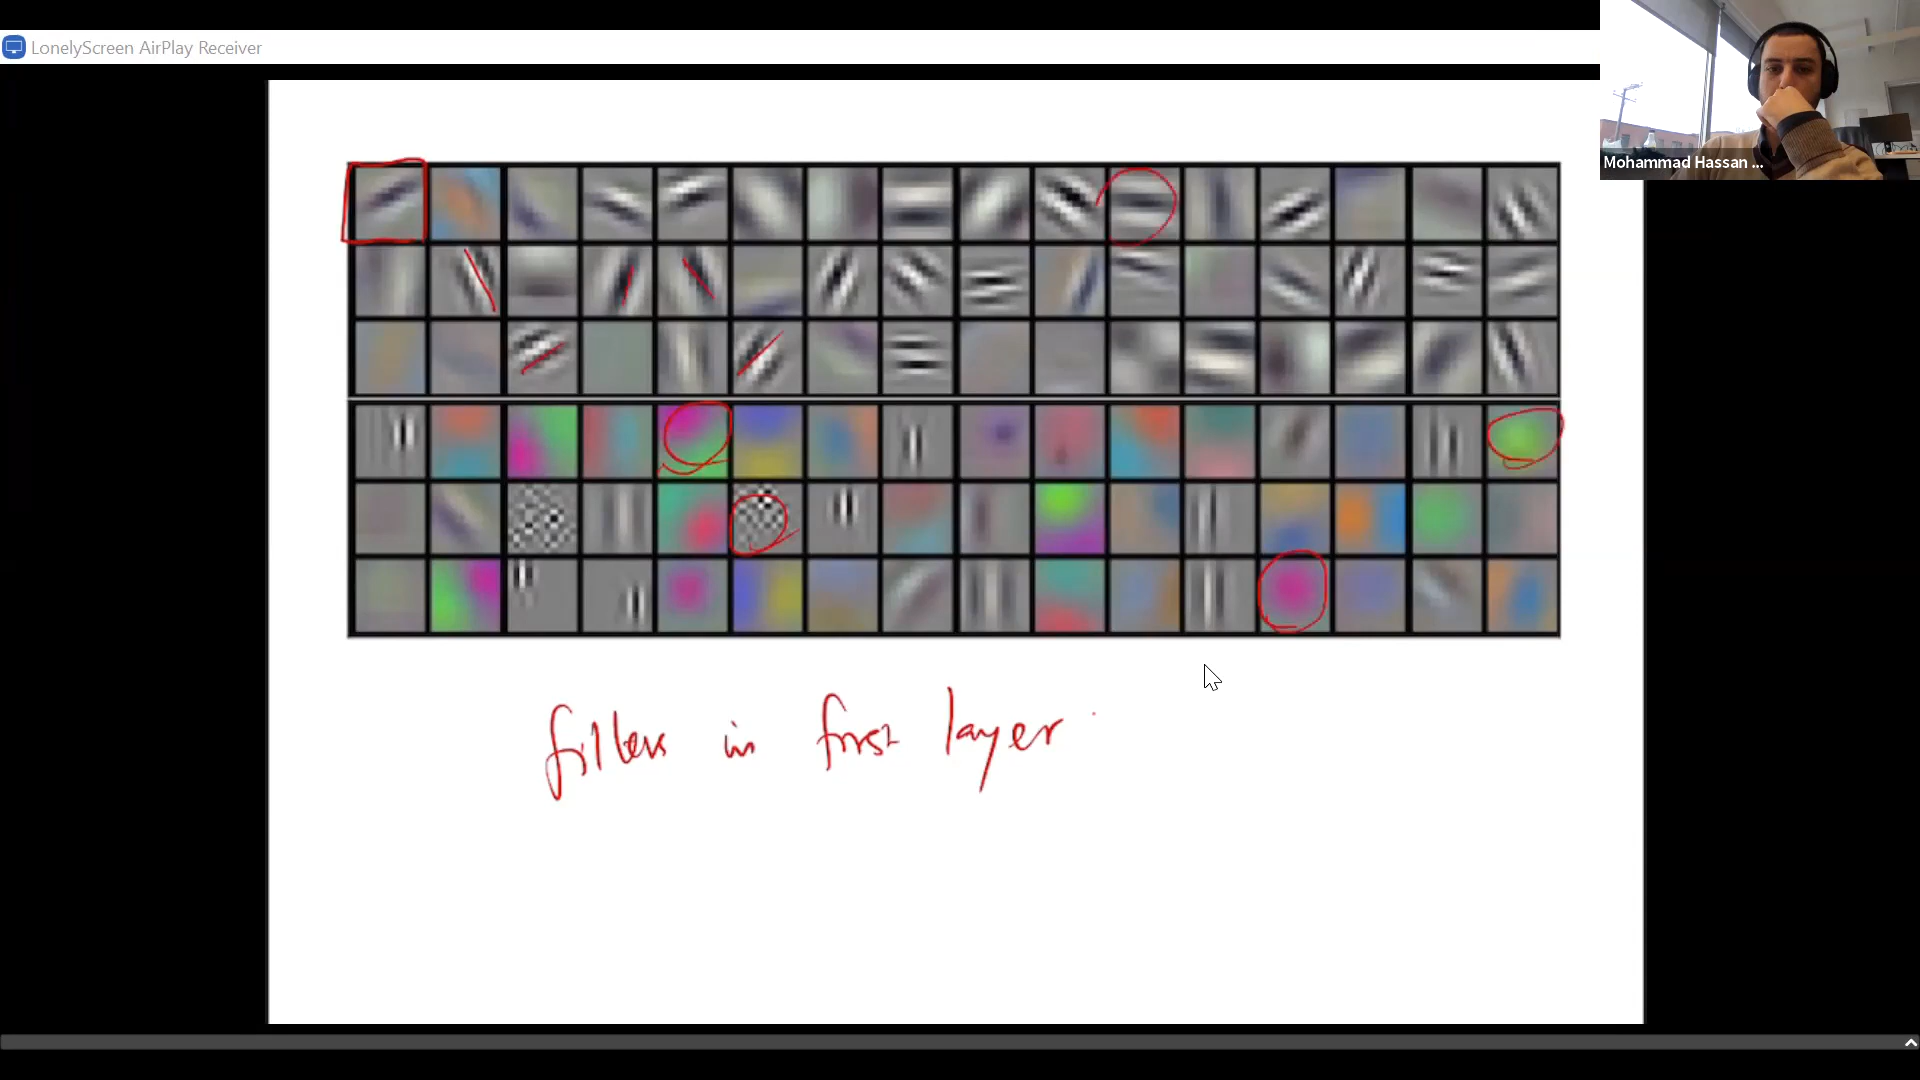 LonelyScreen AirPlay Receiver
Mohammad Hassan ...
filters in first layer